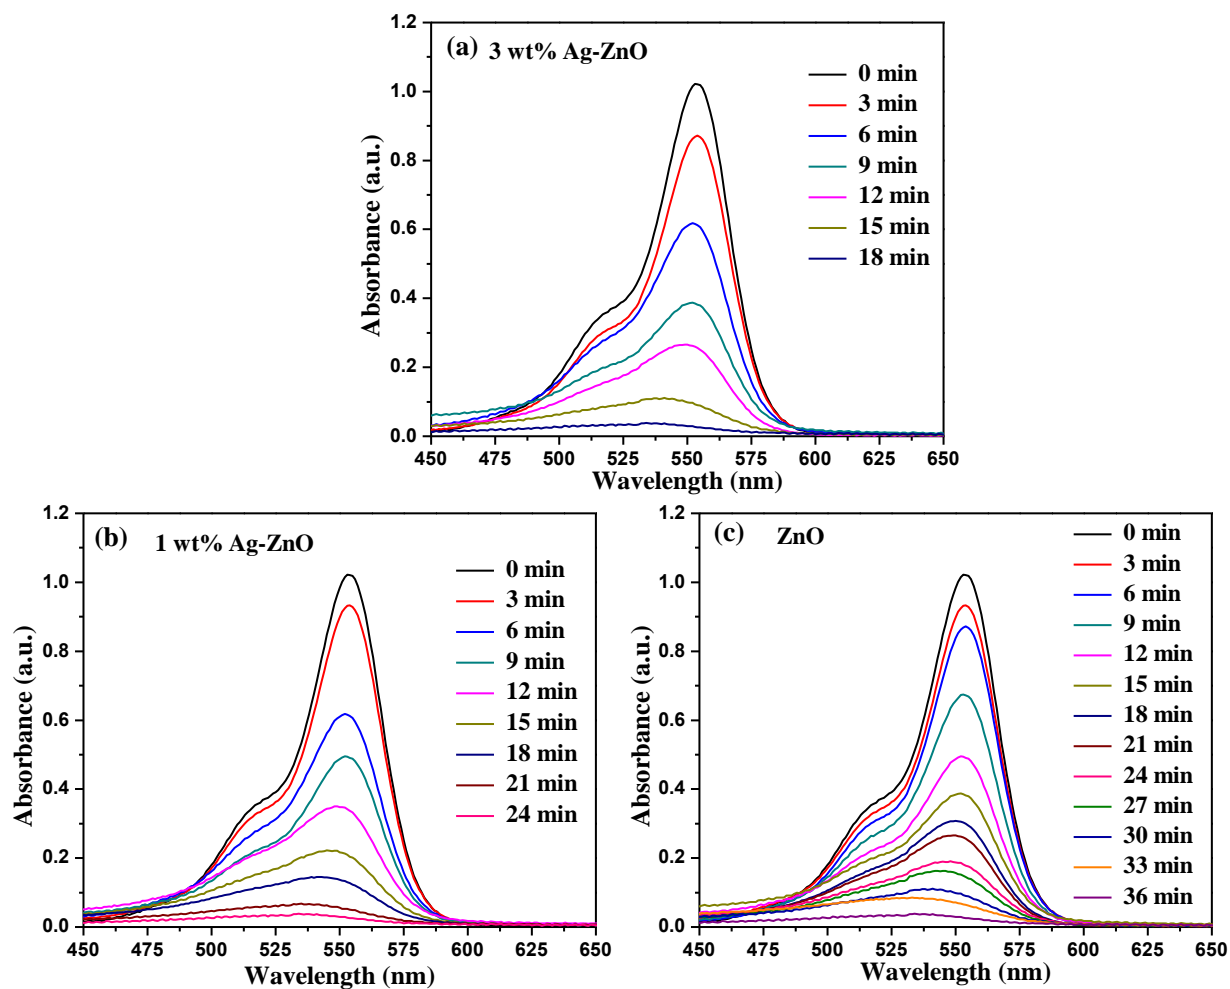 (a) 3 wt% Ag-ZnO
0 min
3 min
6 min
9 min
12 min
15 min
18 min
1.2
1.0
0.8
0.6
0.4
0.2
0.0
Absorbance (a.u.)
450 475 500 525 550 575 600 625 650
Wavelength (nm)
(b) 1 wt% Ag-ZnO
0 min
3 min
6 min
9 min
12 min
15 min
18 min
21 min
24 min
1.2
1.0
0.8
0.6
0.4
0.2
0.0
Absorbance (a.u.)
450 475 500 525 550 575 600 625 650
Wavelength (nm)
(c) ZnO
0 min
3 min
6 min
9 min
12 min
15 min
18 min
21 min
24 min
27 min
30 min
33 min
36 min
1.2
1.0
0.8
0.6
0.4
0.2
0.0
Absorbance (a.u.)
450 475 500 525 550 575 600 625 650
Wavelength (nm)